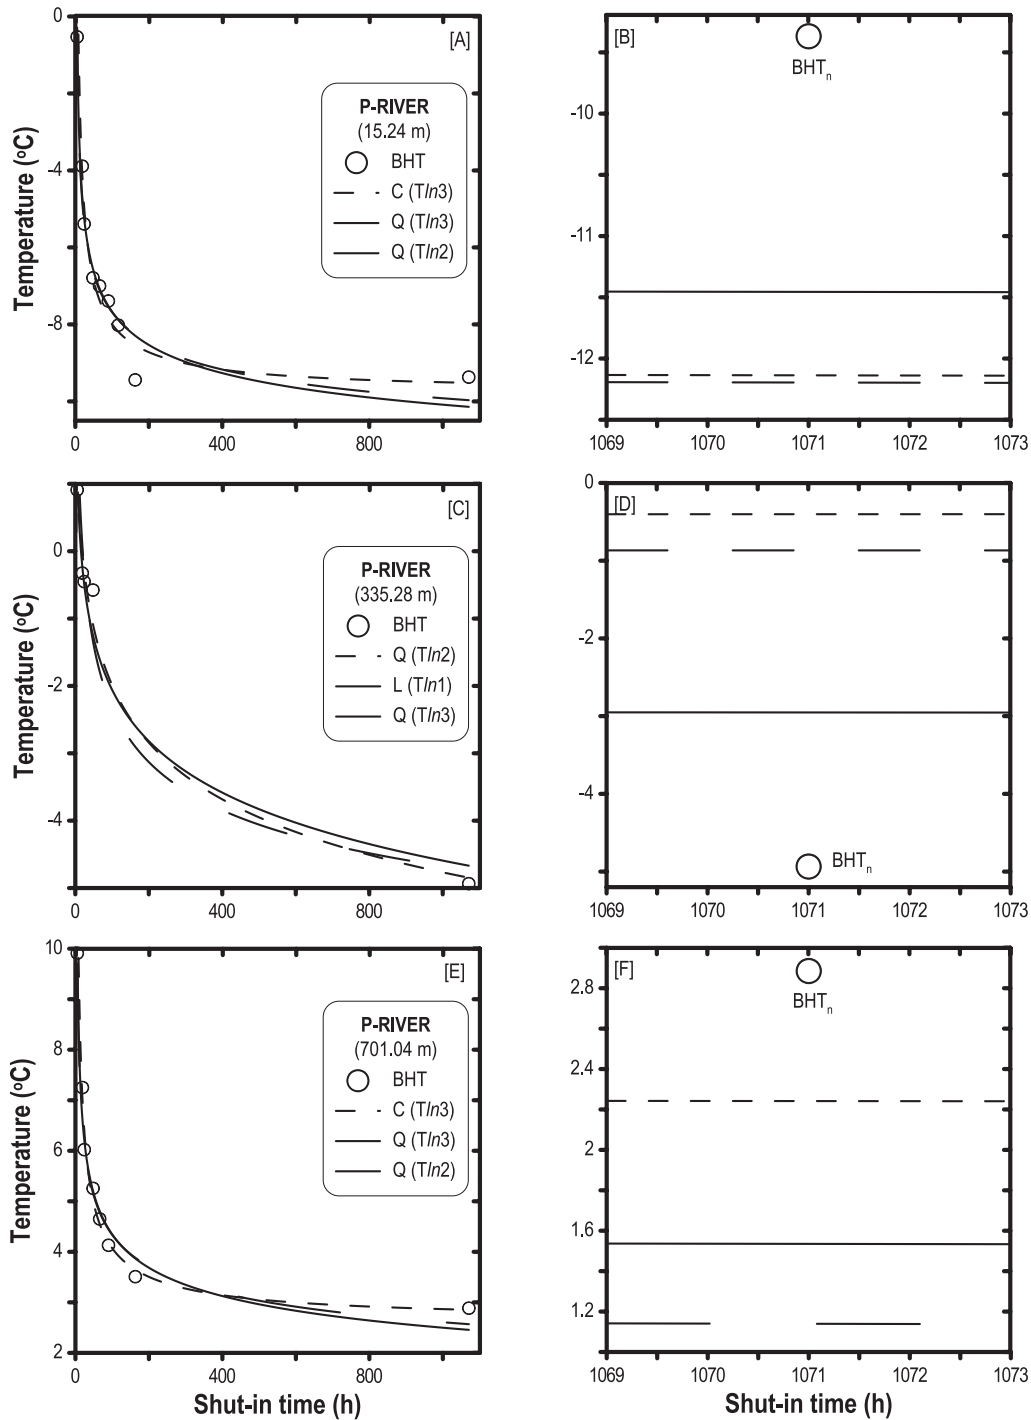 0
-4
-8
Temperature (ºC)
[A]
P-RIVER
(15.24 m)
BHT
C (Tln3)
Q (Tln3)
Q (Tln2)
0
400
800
[B]
BHTn
-10
-11
-12
1069
1070
1071
1072
1073
0
-2
-4
Temperature (ºC)
[C]
P-RIVER
(335.28 m)
BHT
Q (Tln2)
L (Tln1)
Q (Tln3)
0
400
800
0
-2
-4
[D]
BHTn
1069
1070
1071
1072
1073
10
8
6
4
2
Temperature (ºC)
[E]
P-RIVER
(701.04 m)
BHT
C (Tln3)
Q (Tln3)
Q (Tln2)
0
400
800
Shut-in time (h)
[F]
BHTn
2.8
2.4
2
1.6
1.2
1069
1070
1071
1072
1073
Shut-in time (h)